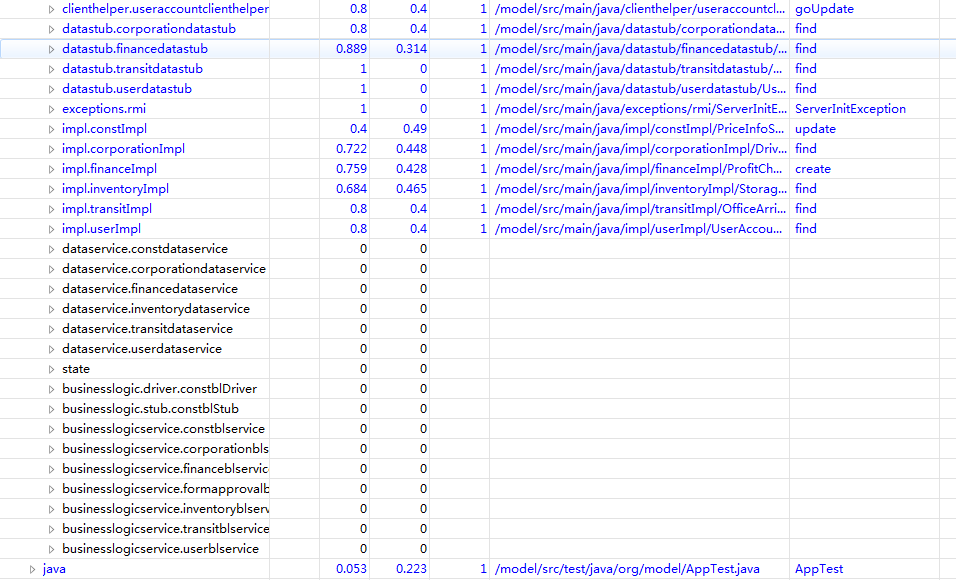 clienthelper.useraccountclienthelper 0.8 0.4 1 /model/src/main/java/clienthelper/useraccountcl... goUpdate
datastub.corporationdatastub 0.8 0.4 1 /model/src/main/java/datastub/corporationdata... find
datastub.financedatastub 0.889 0.314 1 /model/src/main/java/datastub/financedatastub/... find
datastub.transitdatastub 1 0 1 /model/src/main/java/datastub/transitdatastub/... find
datastub.userdatastub 1 0 1 /model/src/main/java/datastub/userdatastub/Us... find
exceptions.rmi 1 0 1 /model/src/main/java/exceptions/rmi/ServerInitE... ServerInitException
impl.constImpl 0.4 0.49 1 /model/src/main/java/impl/constImpl/PriceInfoS... update
impl.corporationImpl 0.722 0.448 1 /model/src/main/java/impl/corporationImpl/Driv... find
impl.financeImpl 0.759 0.428 1 /model/src/main/java/impl/financeImpl/ProfitCh... create
impl.inventoryImpl 0.684 0.465 1 /model/src/main/java/impl/inventoryImpl/Storag... find
impl.transitImpl 0.8 0.4 1 /model/src/main/java/impl/transitImpl/OfficeArri... find
impl.userImpl 0.8 0.4 1 /model/src/main/java/impl/userImpl/UserAccou... find
dataservice.constdataservice 0 0
dataservice.corporationdataservice 0 0
dataservice.financedataservice 0 0
dataservice.inventorydataservice 0 0
dataservice.transitdataservice 0 0
dataservice.userdataservice 0 0
state 0 0
businesslogic.driver.constblDriver 0 0
businesslogic.stub.constblStub 0 0
businesslogicservice.constblservice 0 0
businesslogicservice.corporationbls 0 0
businesslogicservice.financeblservic 0 0
businesslogicservice.formapprovalb 0 0
businesslogicservice.inventoryblserv 0 0
businesslogicservice.transitblservice 0 0
businesslogicservice.userblservice 0 0
java 0.053 0.223 1 /model/src/test/java/org/model/AppTest.java AppTest